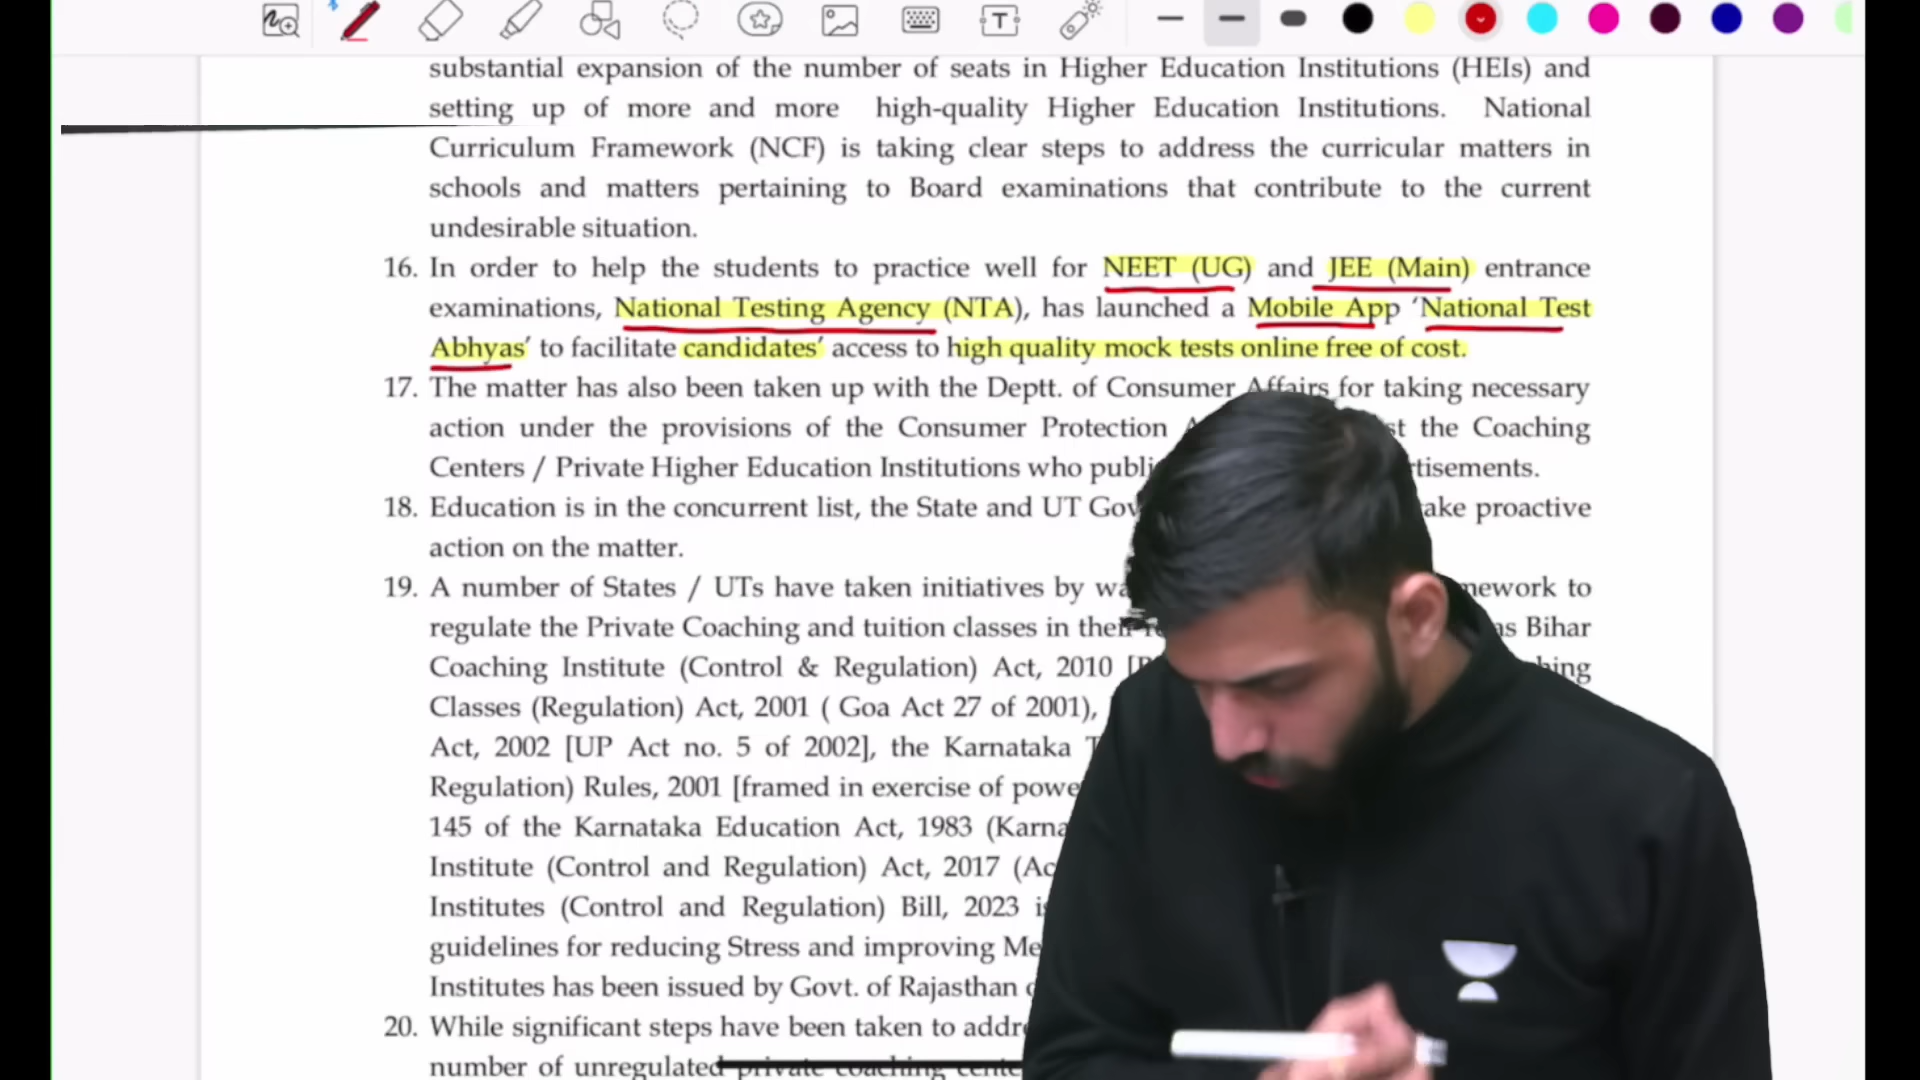 substantial expansion of the number of seats in Higher Education Institutions (HEIs) and
setting up of more and more high-quality Higher Education Institutions. National
Curriculum Framework (NCF) is taking clear steps to address the curricular matters in
schools and matters pertaining to Board examinations that contribute to the current
undesirable situation.
16. In order to help the students to practice well for NEET (UG) and JEE (Main) entrance
examinations, National Testing Agency (NTA), has launched a Mobile App ‘National Test
Abhyas’ to facilitate candidates’ access to high quality mock tests online free of cost.
17. The matter has also been taken up with the Deptt. of Consumer Affairs for taking necessary
action under the provisions of the Consumer Protection the Coaching
Centers / Private Higher Education Institutions who
18. Education is in the concurrent list, the State and UT proactive
action on the matter.
19. A number of States / UTs have taken initiatives by to
regulate the Private Coaching and tuition classes in their Bihar
Coaching Institute (Control & Regulation) Act, 2010
Classes (Regulation) Act, 2001 ( Goa Act 27 of 2001),
Act, 2002 [UP Act no. 5 of 2002], the Karnataka
Regulation) Rules, 2001 [framed in exercise of
145 of the Karnataka Education Act, 1983
Institute (Control and Regulation) Act, 2017
Institutes (Control and Regulation) Bill, 2023
guidelines for reducing Stress and improving
Institutes has been issued by Govt. of Rajasthan
20. While significant steps have been taken to
number of unregulated private coaching